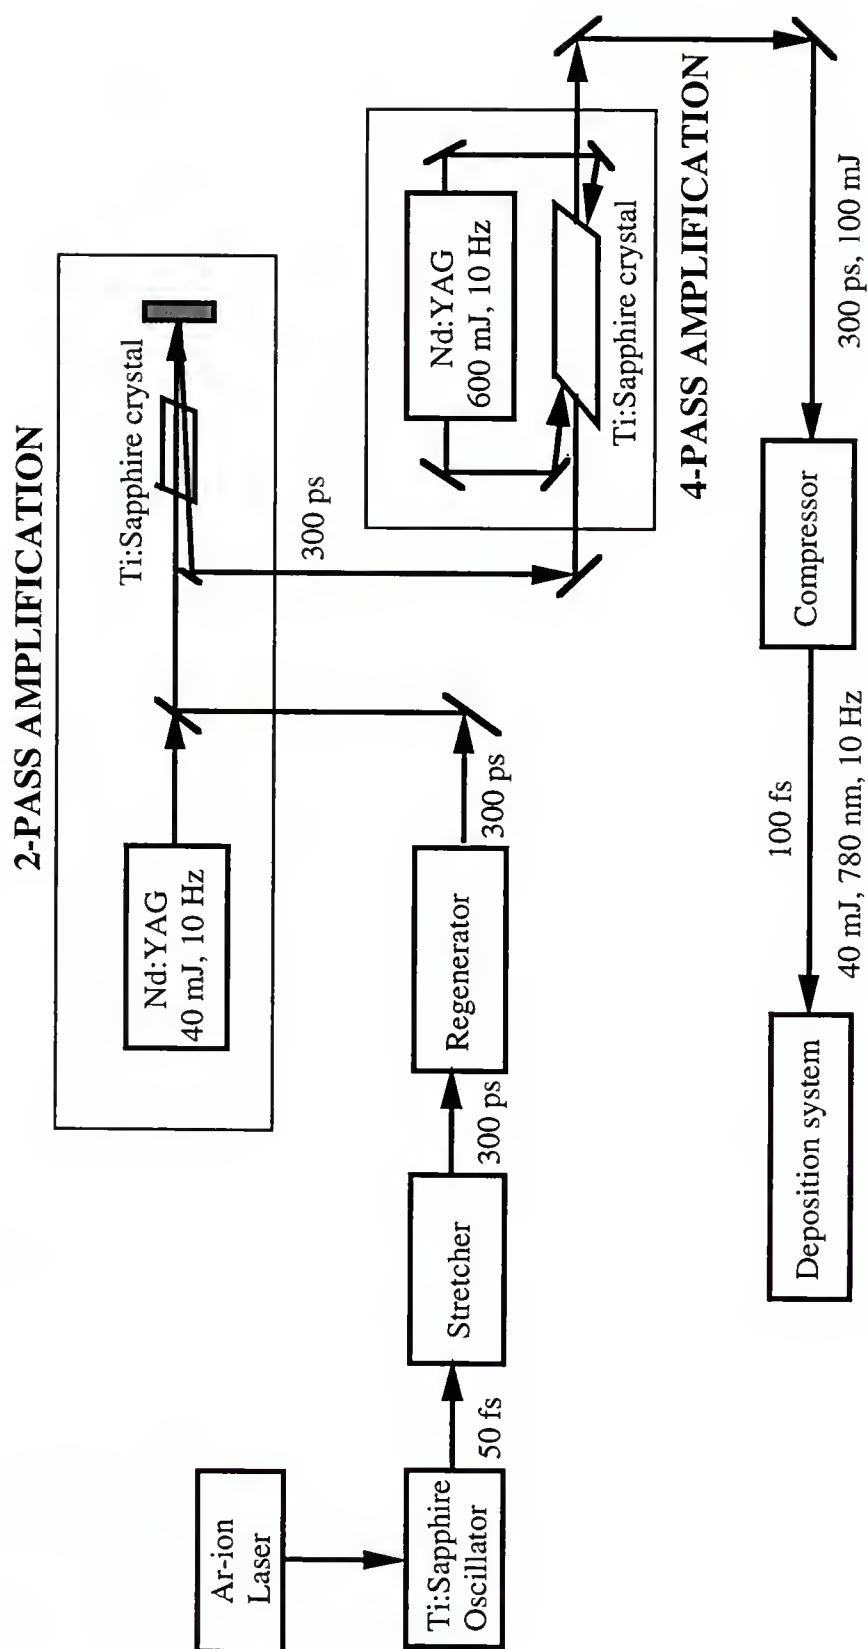 2-PASS AMPLIFICATION
Nd:YAG
40 mJ, 10 Hz
Ti:Sapphire crystal
Ar-ion
Laser
Ti:Sapphire
Oscillator
50 fs
Stretcher
300 ps
Regenerator
300 ps
300 ps
Nd:YAG
600 mJ, 10 Hz
Ti:Sapphire crystal
4-PASS AMPLIFICATION
300 ps, 100 mJ
Compressor
100 fs
40 mJ, 780 nm, 10 Hz
Deposition system